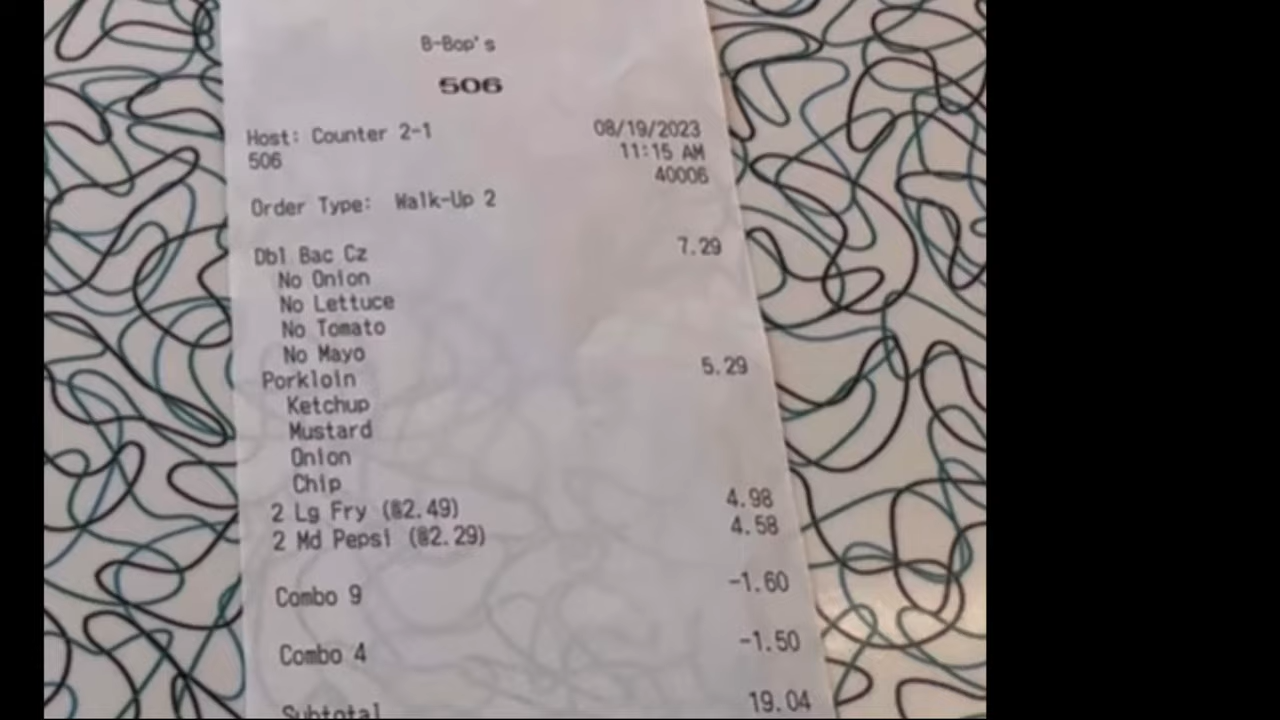 B-Bop's
506
Host: Counter 2-1 08/19/2023
506 11:15 AM
40006
Order Type: Walk-Up 2
Dbl Bac Cz 7.29
No Onion
No Lettuce
No Tomato
No Mayo
Porkloin 5.29
Ketchup
Mustard
Onion
Chip
2 Lg Fry (@2.49) 4.98
2 Md Pepsi (@2.29) 4.58
Combo 9 -1.60
Combo 4 -1.50
Subtotal 19.04